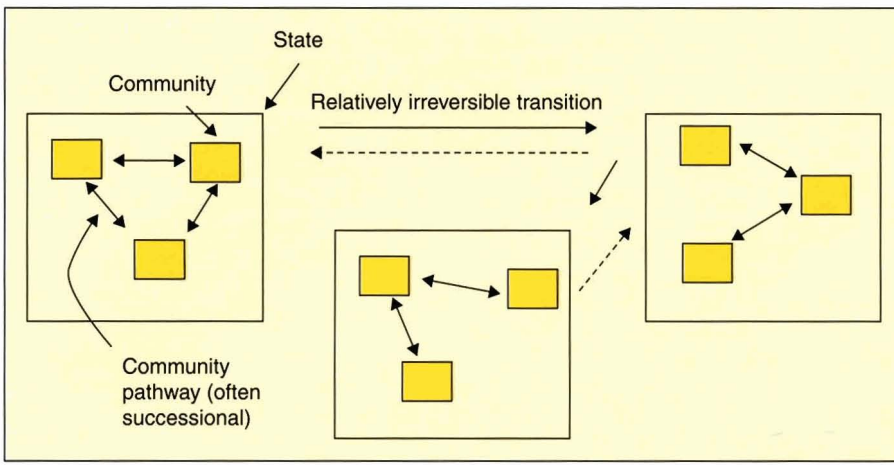 State
Community
Relatively irreversible transition
Community
pathway (often
successional)